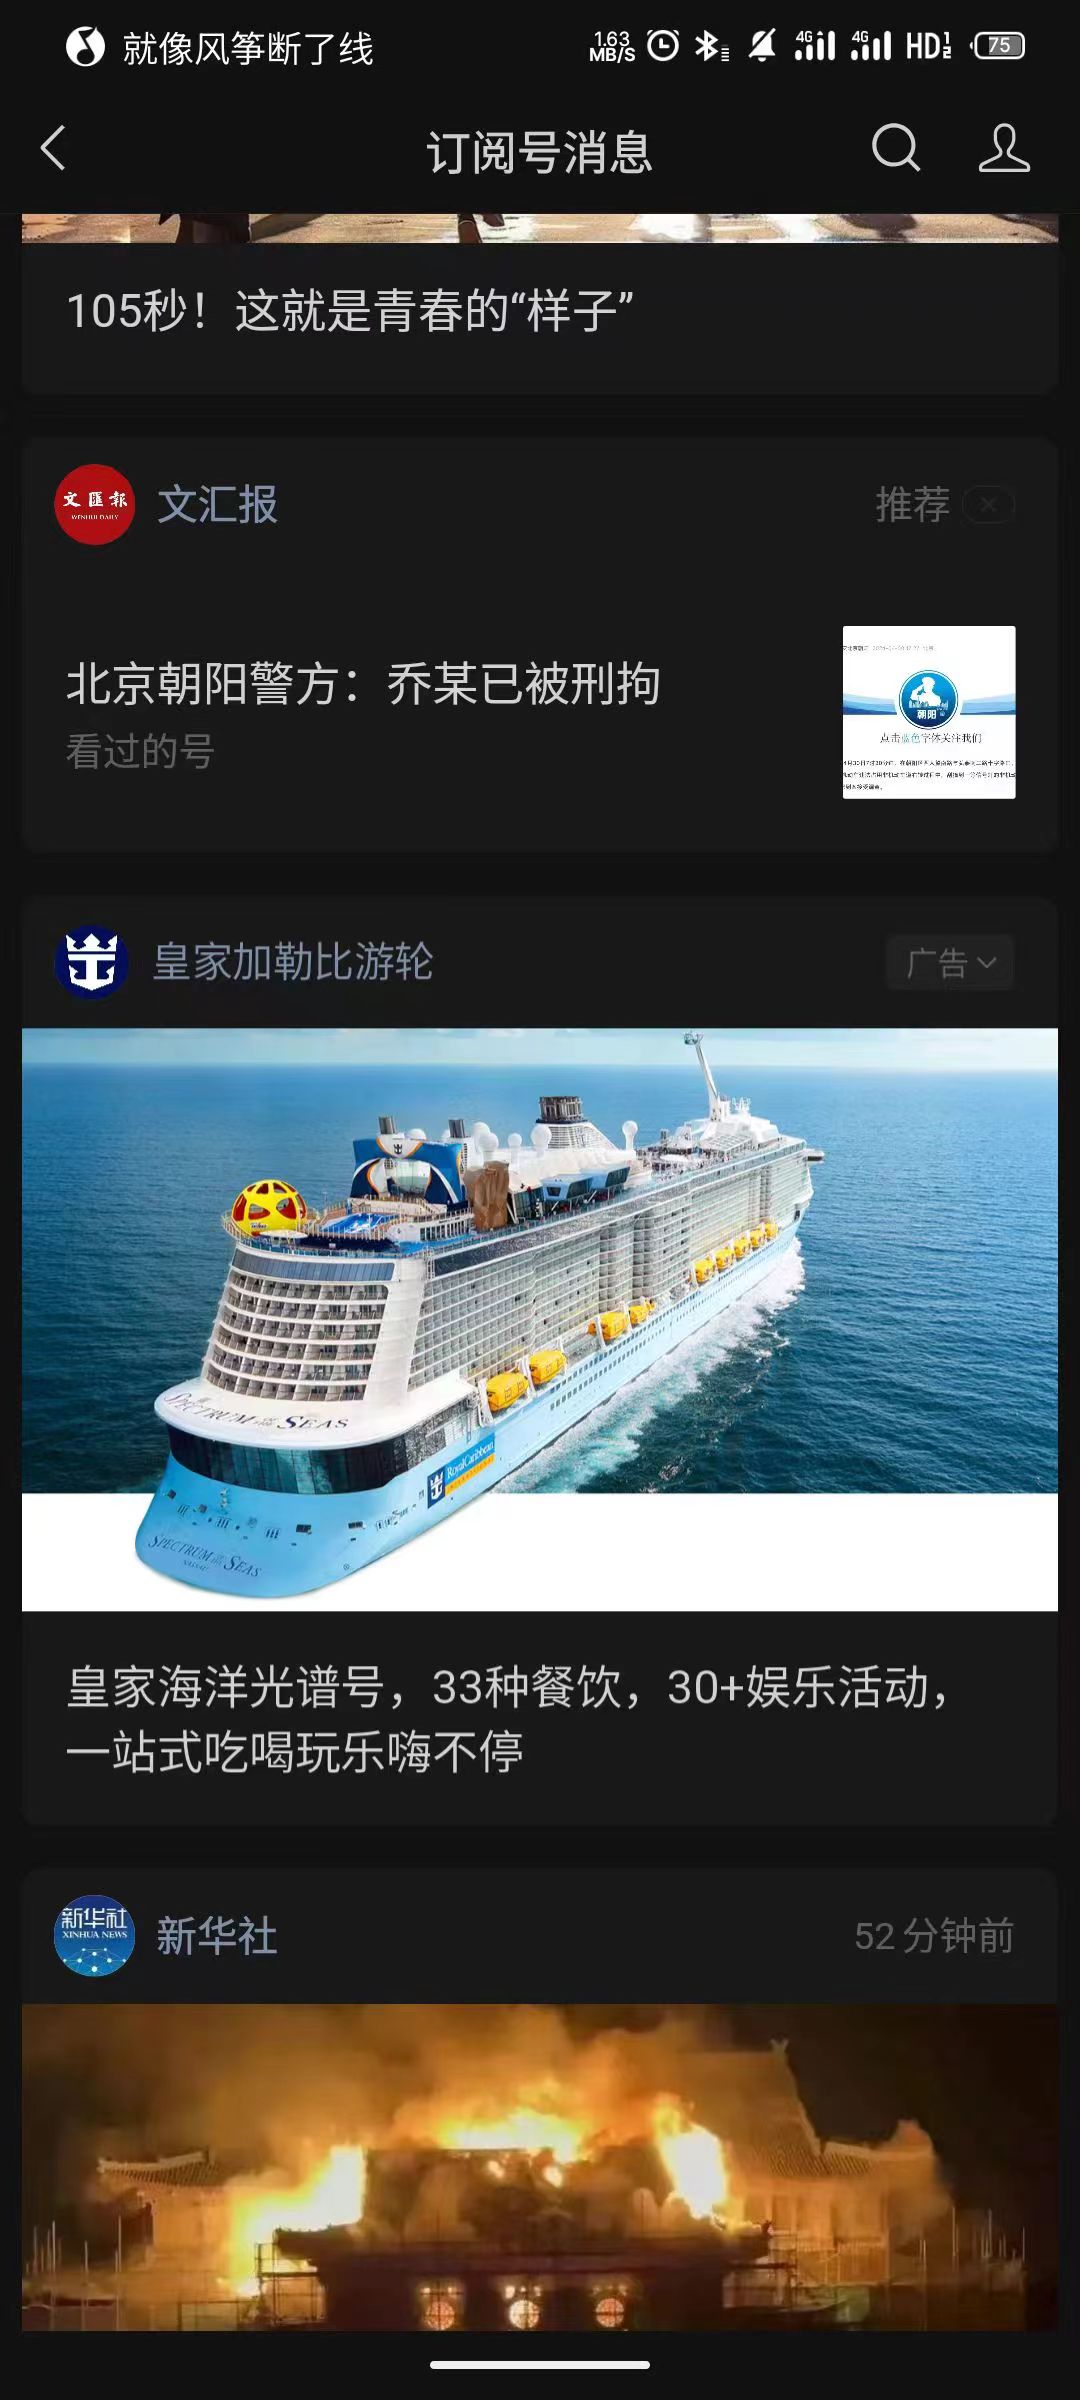 就像风筝断了线
1.63 MB/S 4G 4G HD 1 2 75
订阅号消息
105秒！这就是青春的“样子”
文匯報
WENHUI DAILY
文汇报
推荐
北京朝阳警方：乔某已被刑拘
看过的号
朝阳
点击蓝色字体关注我们
皇家加勒比游轮
广告
SPECTRUM OF THE SEAS
RoyalCaribbean
SPECTRUM OF THE SEAS
NASSAU
皇家海洋光谱号，33种餐饮，30+娱乐活动，
一站式吃喝玩乐嗨不停
新华社
XINHUA NEWS
新华社
52 分钟前